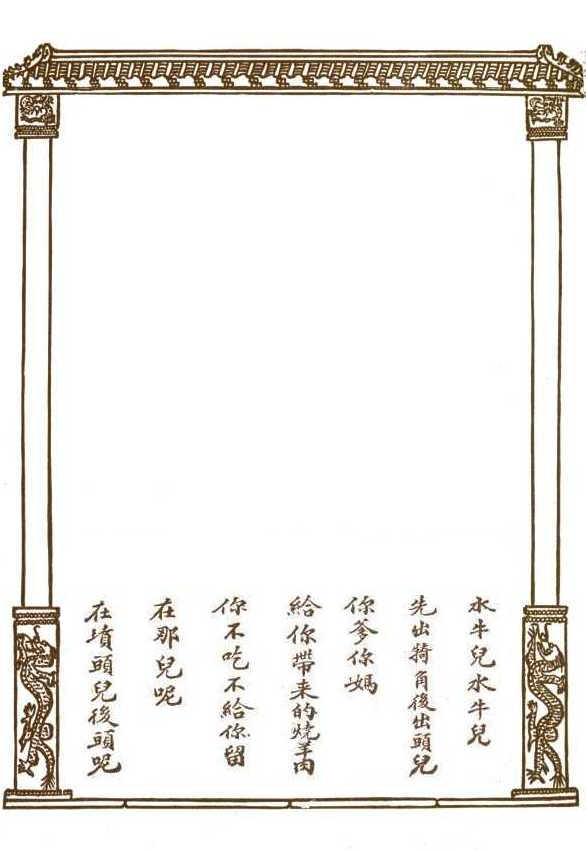 水牛兒水牛兒
先出犄角後出頭兒
你爹你媽
給你帶来的燒羊肉
你不吃不給你留
在那兒呢
在墳頭兒後頭呢